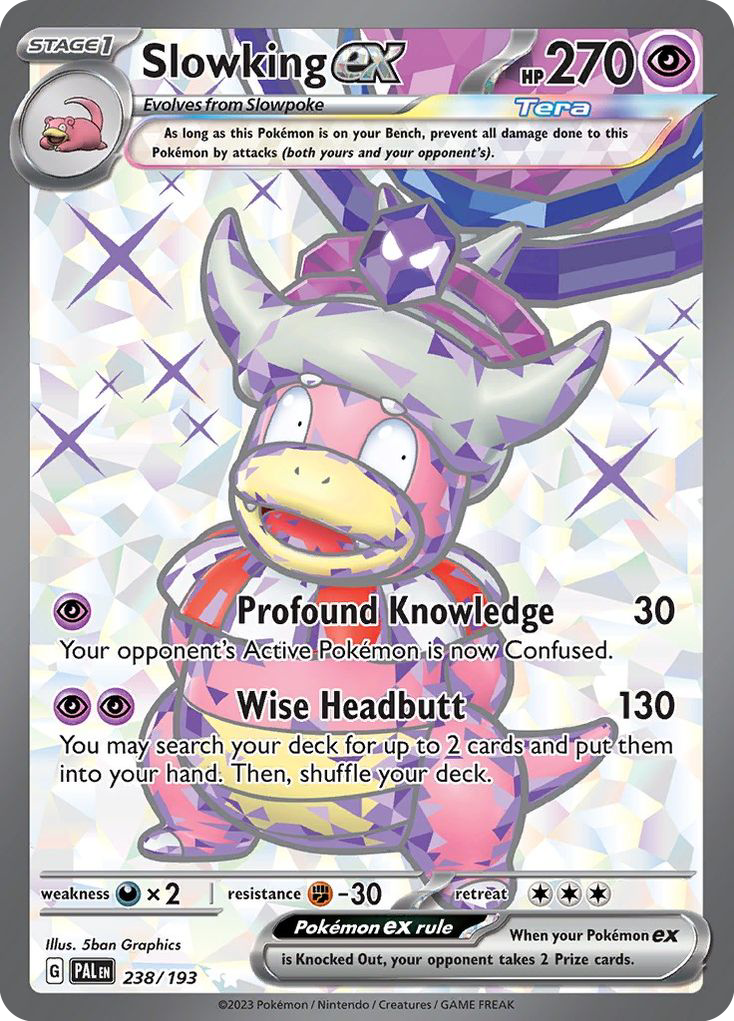 STAGE 1
Slowking ex
HP 270
Evolves from Slowpoke
Tera
As long as this Pokémon is on your Bench, prevent all damage done to this
Pokémon by attacks (both yours and your opponent's).
Profound Knowledge 30
Your opponent's Active Pokémon is now Confused.
Wise Headbutt 130
You may search your deck for up to 2 cards and put them
into your hand. Then, shuffle your deck.
weakness ×2 resistance -30 retreat
Pokémon ex rule
When your Pokémon ex
is Knocked Out, your opponent takes 2 Prize cards.
Illus. 5ban Graphics
G PAL EN 238/193
©2023 Pokémon / Nintendo / Creatures / GAME FREAK